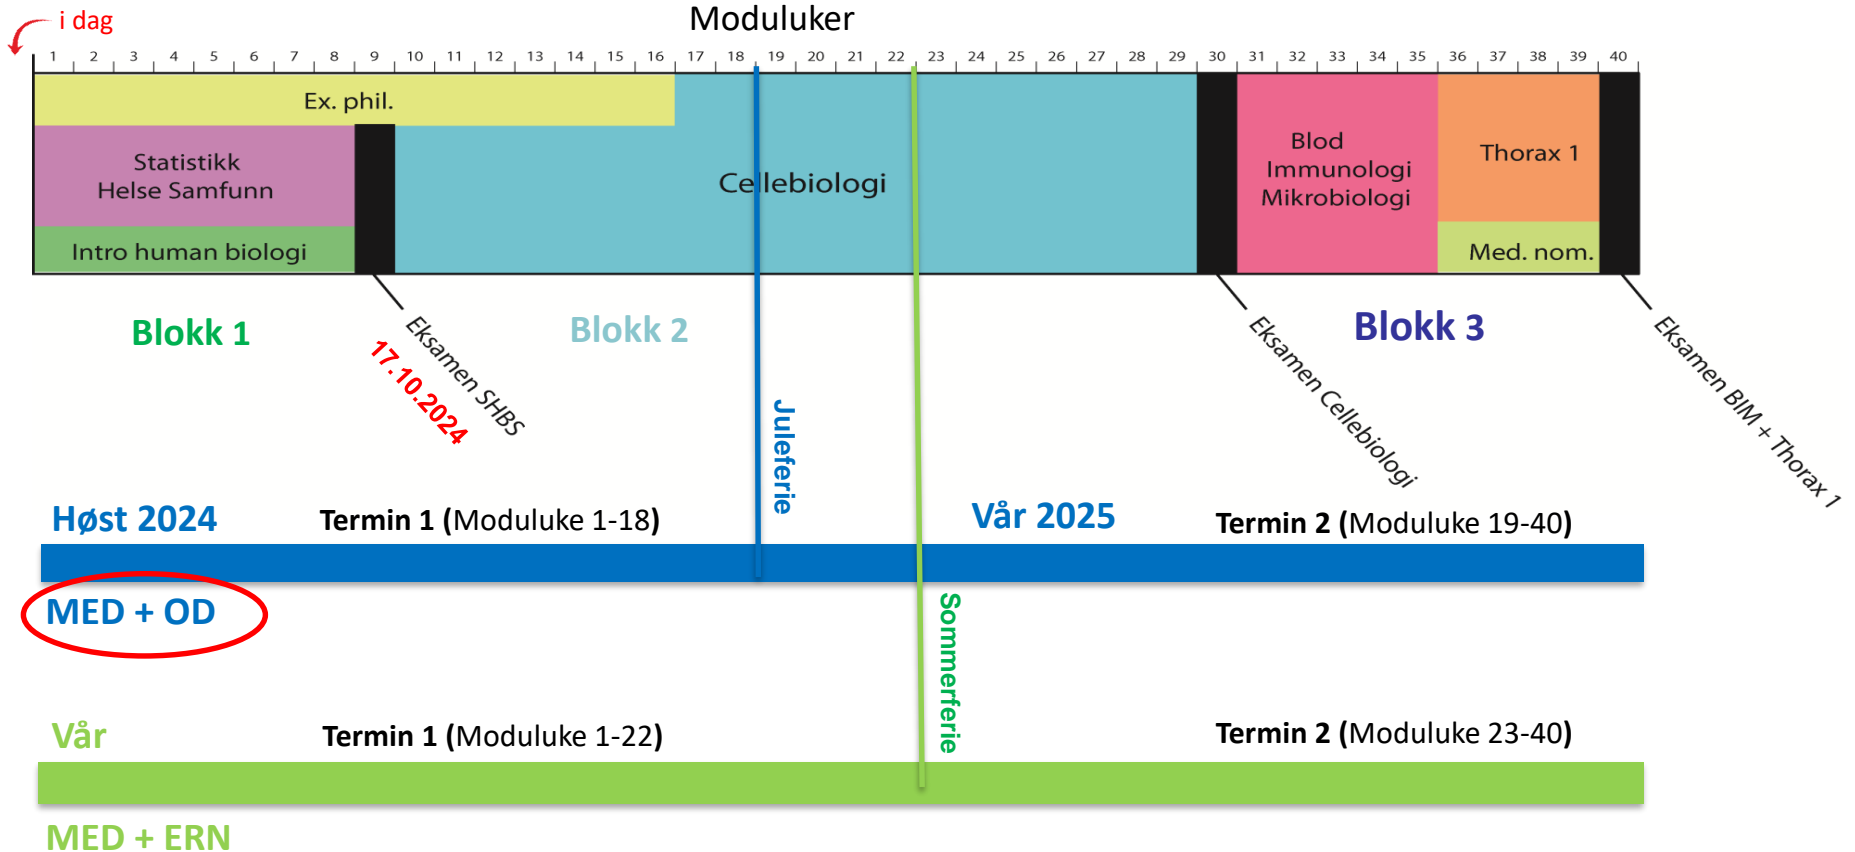 Moduluker
i dag
1 2 3 4 5 6 7 8 9 10 11 12 13 14 15 16 17 18 19 20 21 22 23 24 25 26 27 28 29 30 31 32 33 34 35 36 37 38 39 40
Ex. phil.
Statistikk
Helse Samfunn
Intro human biologi
Cellebiologi
Blod
Immunologi
Mikrobiologi
Thorax 1
Med. nom.
Blokk 1
Eksamen SHBS
17.10.2024
Blokk 2
Juleferie
Eksamen Cellebiologi
Blokk 3
Eksamen BIM + Thorax 1
Høst 2024
Termin 1 (Moduluke 1-18)
Vår 2025
Termin 2 (Moduluke 19-40)
MED + OD
Sommerferie
Vår
Termin 1 (Moduluke 1-22)
Termin 2 (Moduluke 23-40)
MED + ERN